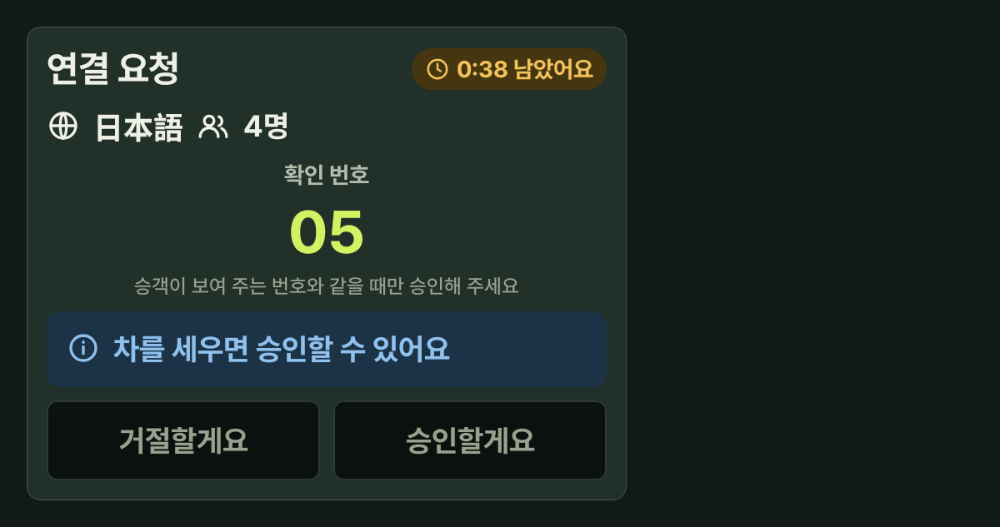 연결 요청
0:38 남았어요
日本語 4명
확인 번호
05
승객이 보여 주는 번호와 같을 때만 승인해 주세요
차를 세우면 승인할 수 있어요
거절할게요
승인할게요